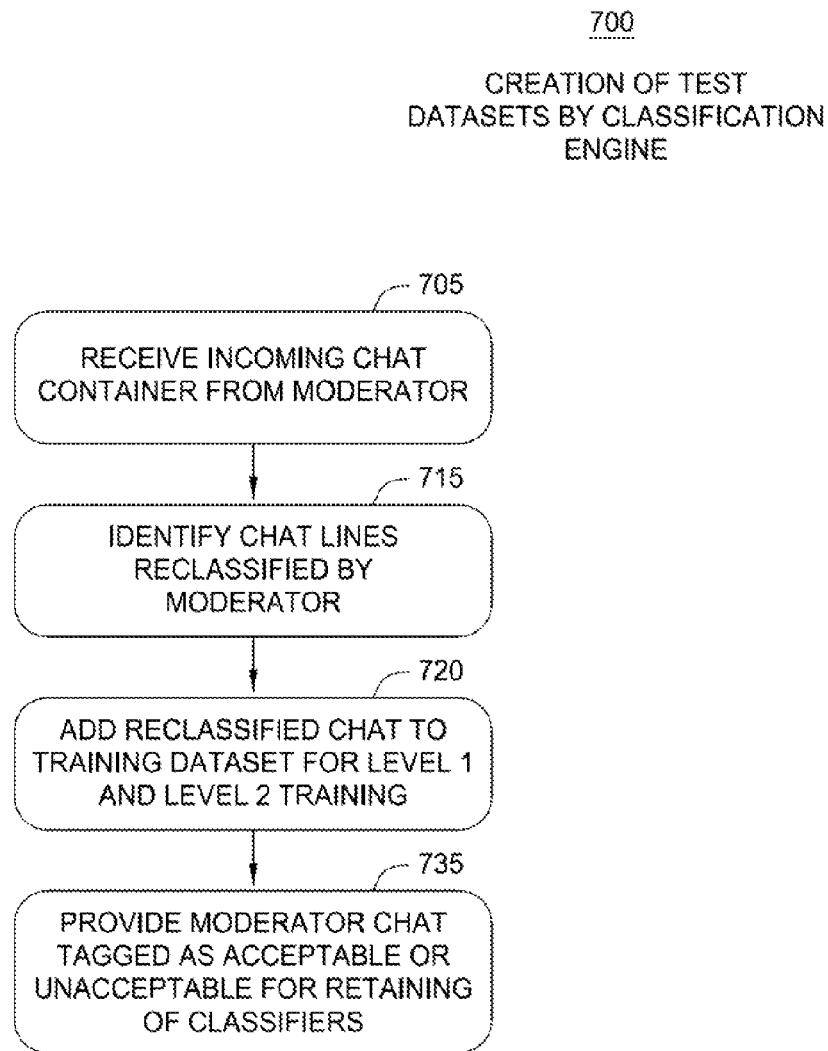 700
CREATION OF TEST
DATASETS BY CLASSIFICATION
ENGINE
705
RECEIVE INCOMING CHAT
CONTAINER FROM MODERATOR
715
IDENTIFY CHAT LINES
RECLASSIFIED BY
MODERATOR
720
ADD RECLASSIFIED CHAT TO
TRAINING DATASET FOR LEVEL 1
AND LEVEL 2 TRAINING
735
PROVIDE MODERATOR CHAT
TAGGED AS ACCEPTABLE OR
UNACCEPTABLE FOR RETAINING
OF CLASSIFIERS